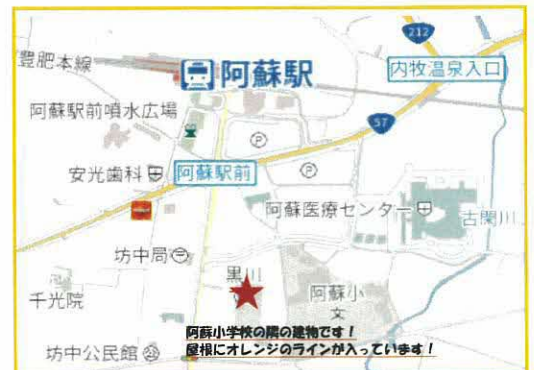 212
豊肥本線
阿蘇駅
内牧温泉入口
阿蘇駅前噴水広場
57
P
P
安光歯科
阿蘇駅前
阿蘇医療センター
古閑川
坊中局
黒川
阿蘇小
文
千光院
阿蘇小学校の隣の建物です！
屋根にオレンジのラインが入っています！
坊中公民館